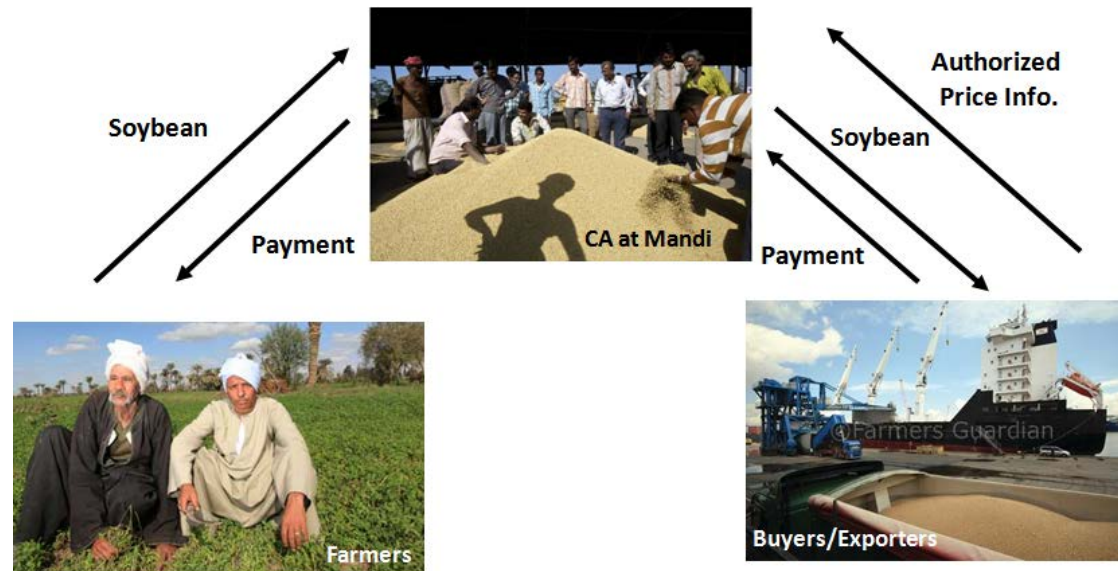 Soybean
Payment
CA at Mandi
Authorized
Price Info.
Soybean
Payment
Farmers
©Farmers Guardian
Buyers/Exporters